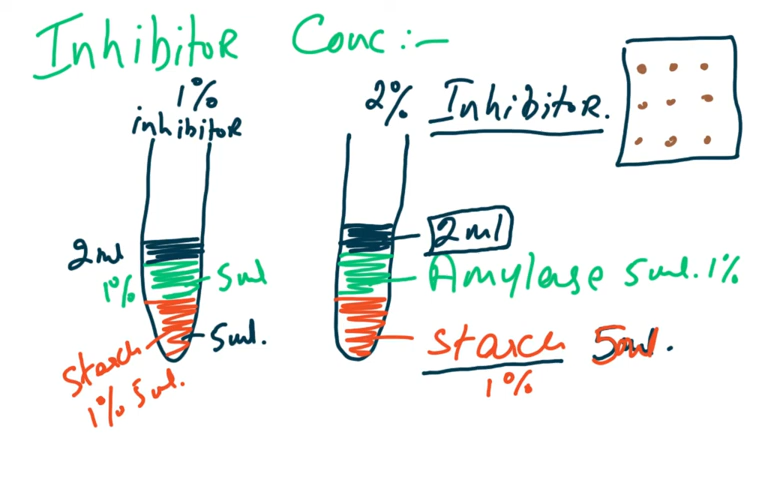 InhibitoR Conc :-
1%
inhibitoR
2% InhibitoR.
2ml
1%
5ml
5ml.
Starch
1% 5ml.
2ml
Amylase 5ml. 1%
Starch 5ml.
1%